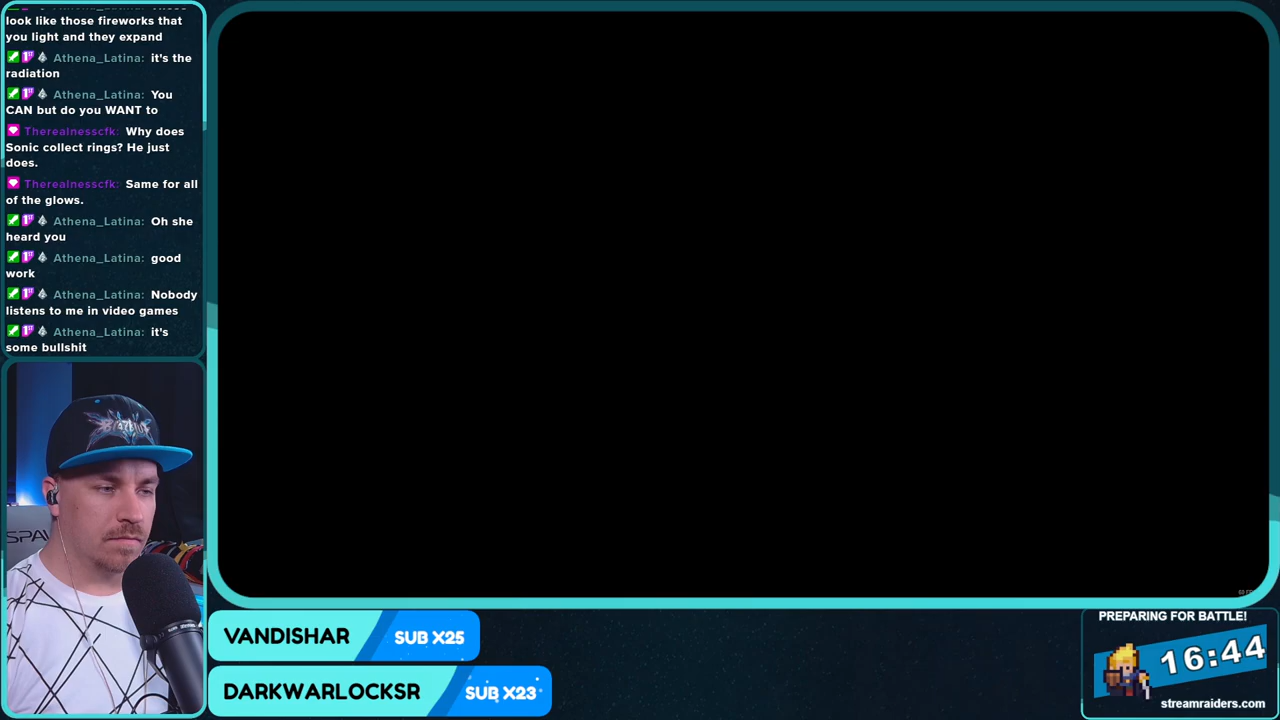 look like those fireworks that
you light and they expand
Athena_Latina: it's the
radiation
Athena_Latina: You
CAN but do you WANT to
Therealnesscfk: Why does
Sonic collect rings? He just
does.
Therealnesscfk: Same for all
of the glows.
Athena_Latina: Oh she
heard you
Athena_Latina: good
work
Athena_Latina: Nobody
listens to me in video games
Athena_Latina: it's
some bullshit
SPAW
VANDISHAR SUB X25
DARKWARLOCKSR SUB X23
PREPARING FOR BATTLE!
16:44
streamraiders.com